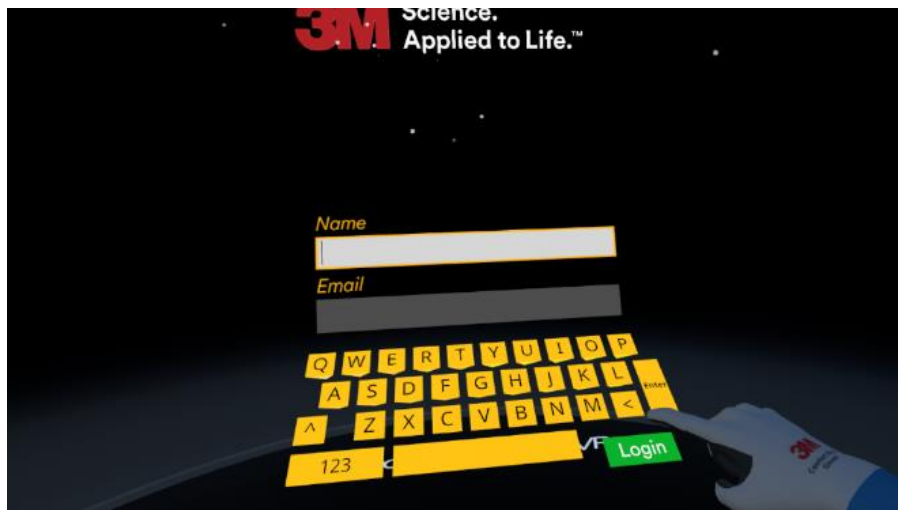 3M Science.
Applied to Life.™
Name
Email
Q W E R T Y U I O P
A S D F G H J K L Enter
^ Z X C V B N M <
123
Login
3M